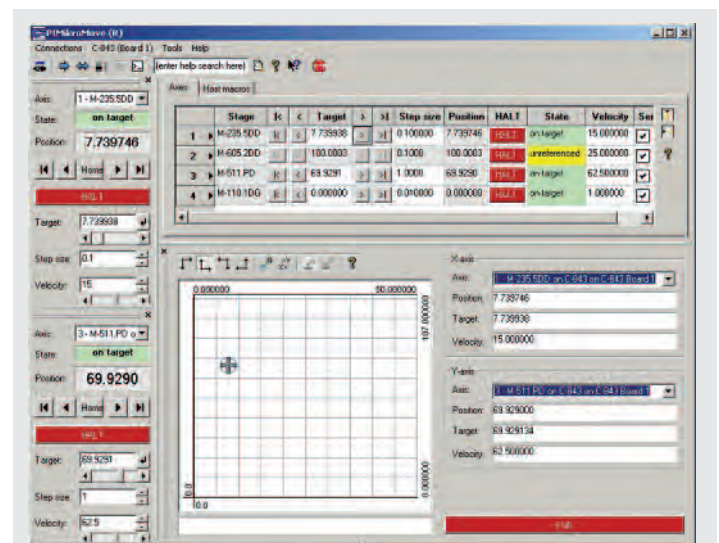 PIMikroMove (R)
Connections C-843 (Board 1) Tools Help
(enter help search here)
Axis: 1 - M-235.5DD
State: on target
Position: 7.739746
Home
HALT
Target: 7.739938
Step size: 0.1
Velocity: 15
Axis: 3 - M-511.PD o
State: on target
Position: 69.9290
Home
HALT
Target: 69.9291
Step size: 1
Velocity: 62.5
Axes Host macros
Stage |< < Target > >| Step size Position HALT State Velocity Ser
1 M-235.5DD |< < 7.739938 > >| 0.100000 7.739746 HALT on target 15.000000
2 M-605.2DD 100.0003 0.1000 100.0003 HALT unreferenced 25.000000
3 M-511.PD |< < 69.9291 > >| 1.0000 69.9290 HALT on target 62.500000
4 M-110.1DG |< < 0.000000 > >| 0.010000 0.000000 HALT on target 1.000000
0.000000 50.000000
107.000000
0.000000
0.0
0.0
X-axis
Axis: 1 - M-235.5DD on C-843 on C-843 Board 1
Position: 7.739746
Target: 7.739938
Velocity: 15.000000
Y-axis
Axis: 3 - M-511.PD on C-843 on C-843 Board 1
Position: 69.929000
Target: 69.929134
Velocity: 62.500000